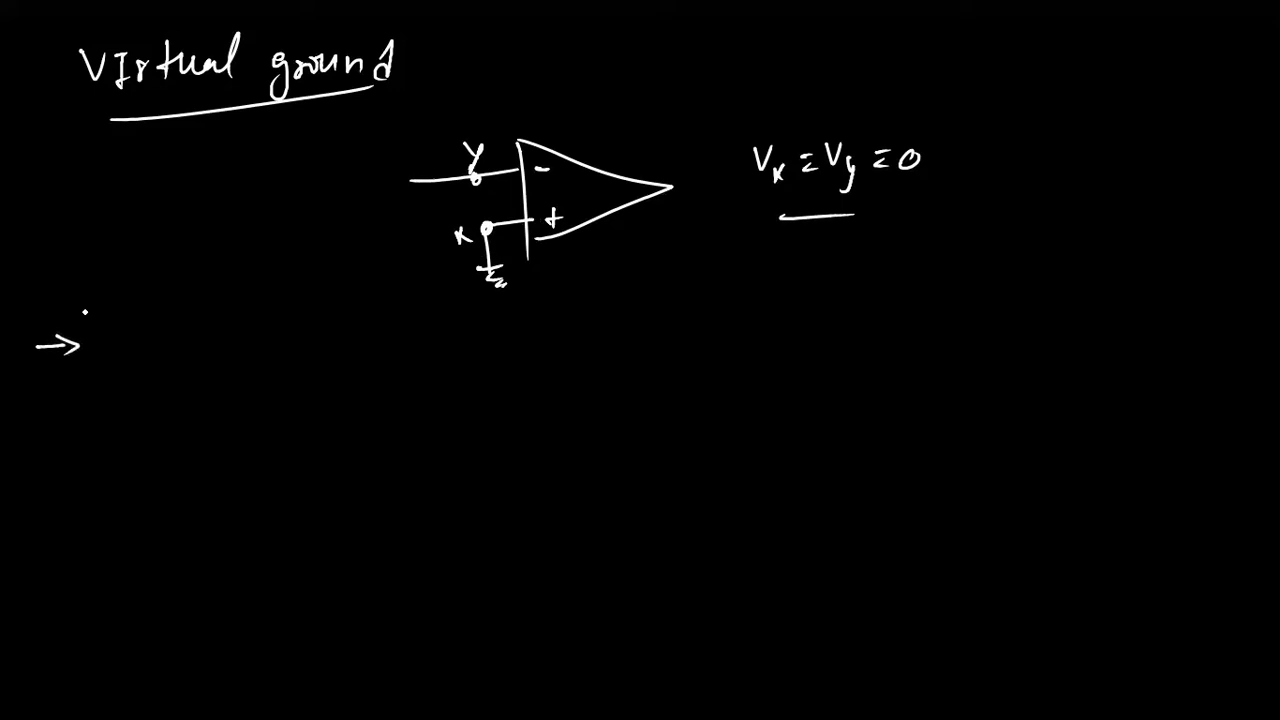 Virtual ground
y
-
Vx = Vy = 0
x
+
→